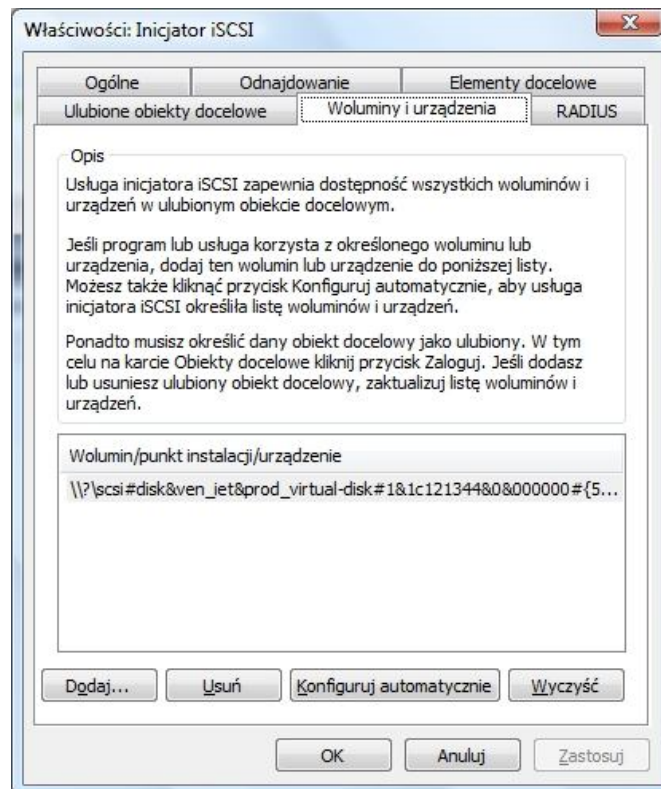 Właściwości: Inicjator iSCSI
Ogólne
Odnajdowanie
Elementy docelowe
Ulubione obiekty docelowe
Woluminy i urządzenia
RADIUS
Opis
Usługa inicjatora iSCSI zapewnia dostępność wszystkich woluminów i
urządzeń w ulubionym obiekcie docelowym.
Jeśli program lub usługa korzysta z określonego woluminu lub
urządzenia, dodaj ten wolumin lub urządzenie do poniższej listy.
Możesz także kliknąć przycisk Konfiguruj automatycznie, aby usługa
inicjatora iSCSI określiła listę woluminów i urządzeń.
Ponadto musisz określić dany obiekt docelowy jako ulubiony. W tym
celu na karcie Obiekty docelowe kliknij przycisk Zaloguj. Jeśli dodasz
lub usuniesz ulubiony obiekt docelowy, zaktualizuj listę woluminów i
urządzeń.
Wolumin/punkt instalacji/urządzenie
\\?\scsi#disk&ven_iet&prod_virtual-disk#1&1c121344&0&000000#{5...
Dodaj...
Usuń
Konfiguruj automatycznie
Wyczyść
OK
Anuluj
Zastosuj